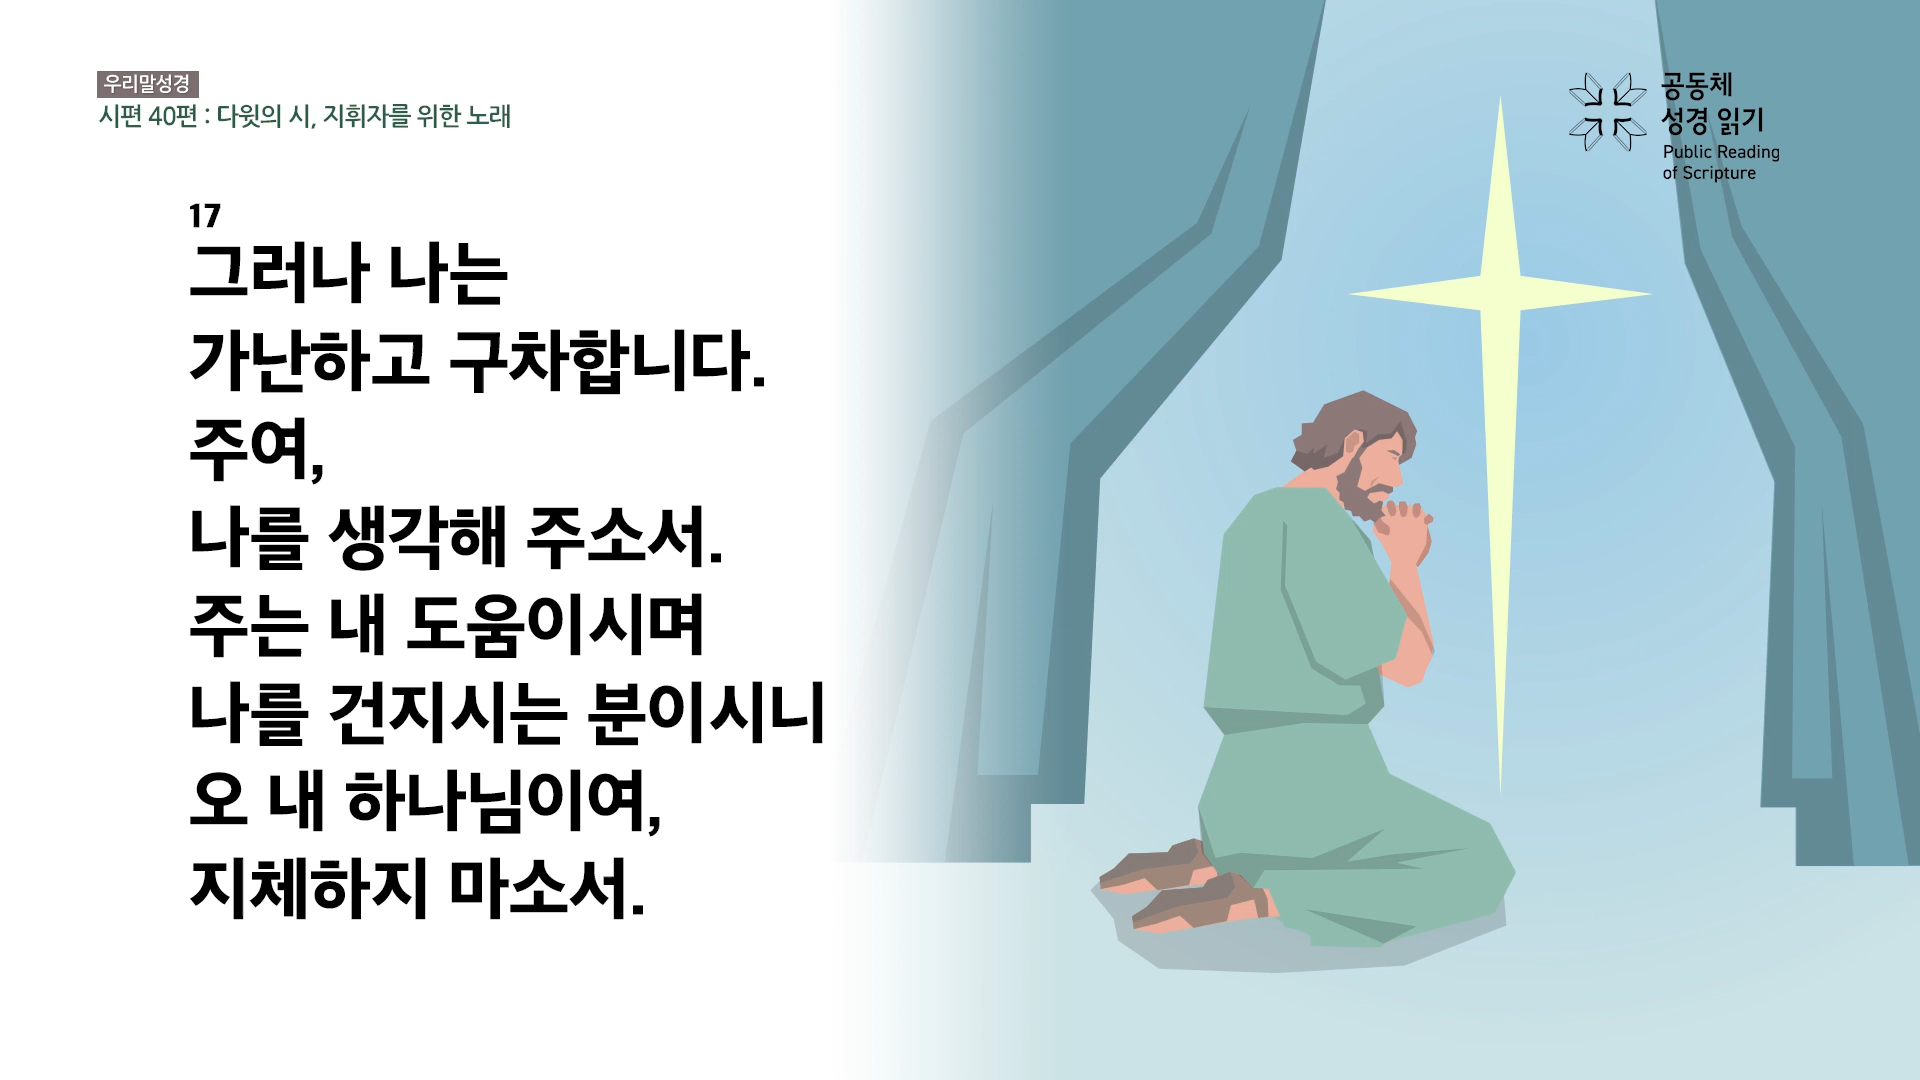 우리말성경
시편 40편 : 다윗의 시, 지휘자를 위한 노래
공동체
성경 읽기
Public Reading
of Scripture
17
그러나 나는
가난하고 구차합니다.
주여,
나를 생각해 주소서.
주는 내 도움이시며
나를 건지시는 분이시니
오 내 하나님이여,
지체하지 마소서.